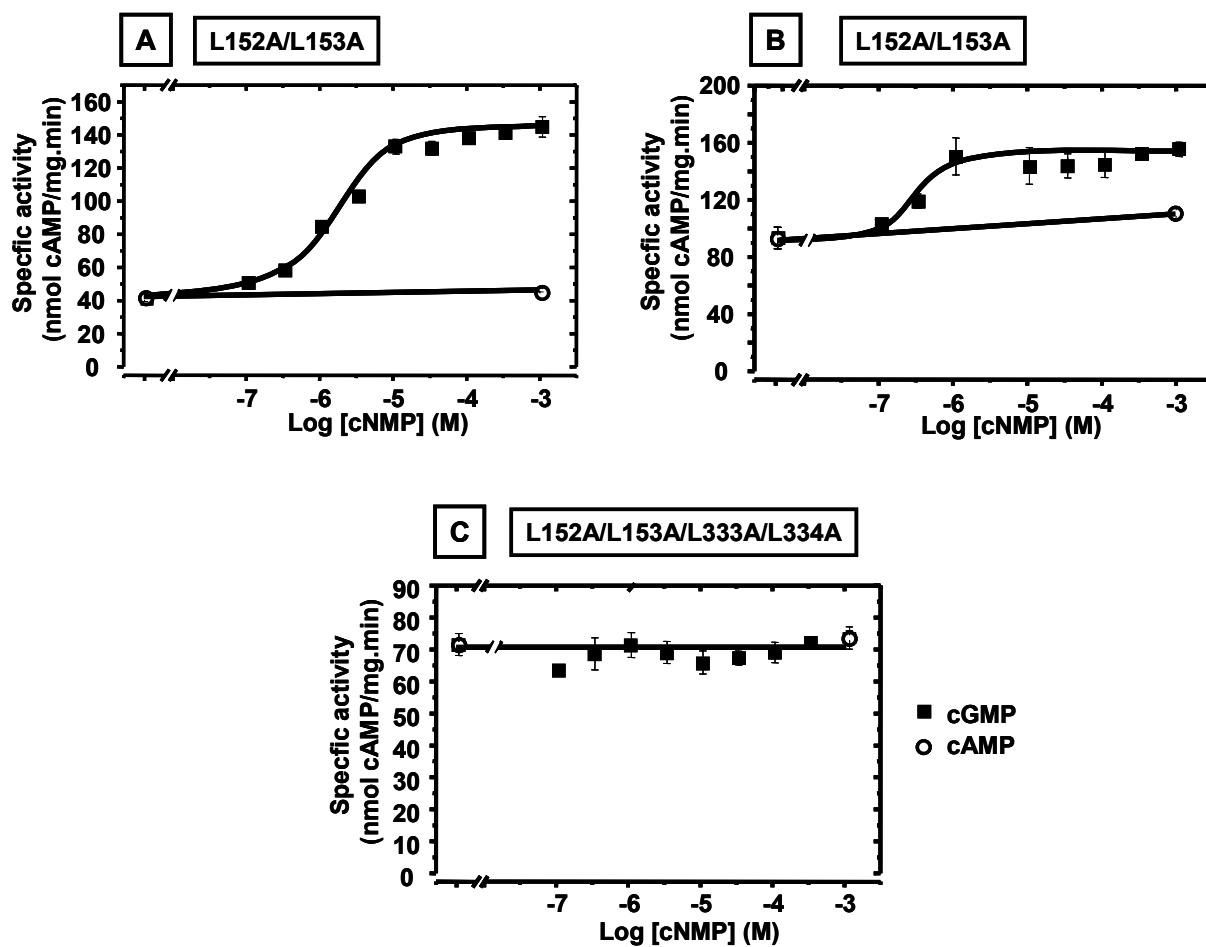 A L152A/L153A
Specfic activity
(nmol cAMP/mg.min)
160
140
120
100
80
60
40
20
0
-7 -6 -5 -4 -3
Log [cNMP] (M)
B L152A/L153A
Specfic activity
(nmol cAMP/mg.min)
200
160
120
80
40
0
-7 -6 -5 -4 -3
Log [cNMP] (M)
C L152A/L153A/L333A/L334A
Specfic activity
(nmol cAMP/mg.min)
90
80
70
60
50
40
30
20
10
0
-7 -6 -5 -4 -3
Log [cNMP] (M)
cGMP
cAMP